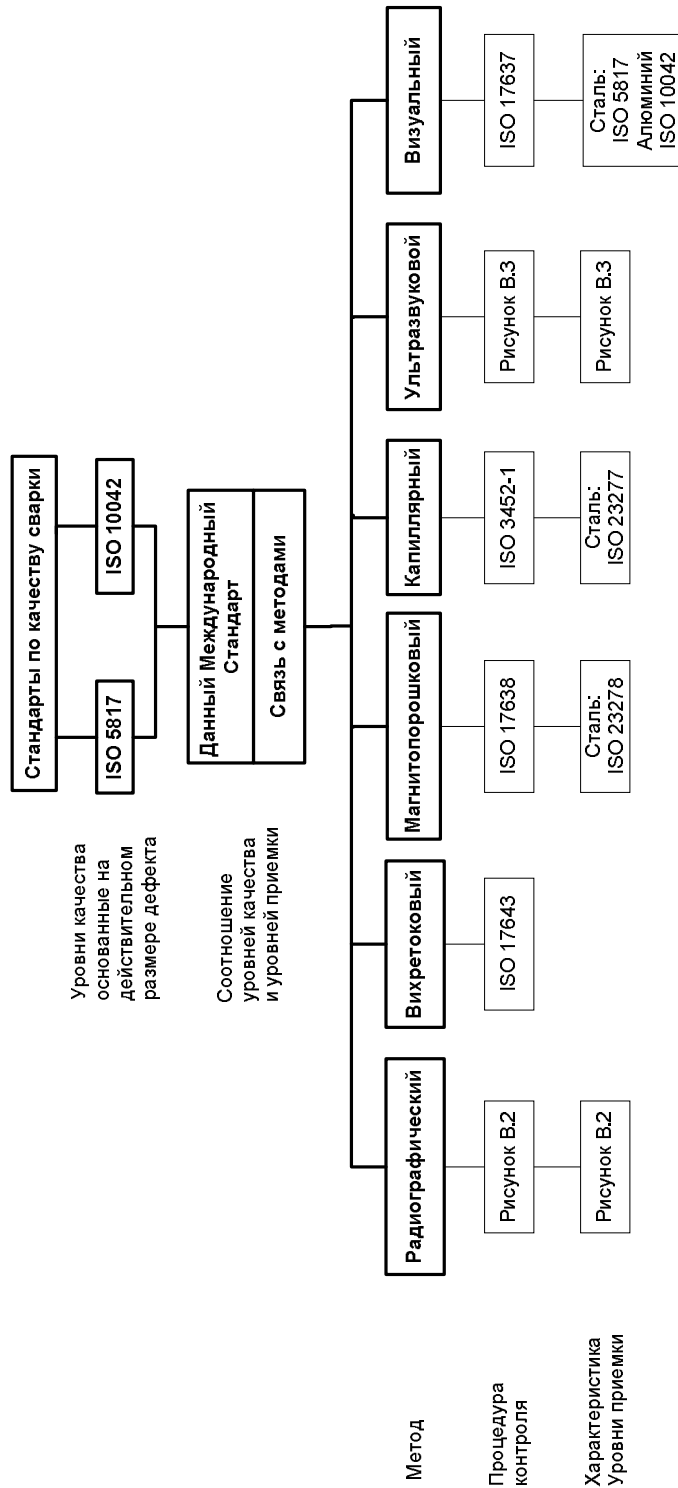 Стандарты по качеству сварки
Уровни качества
основанные на
действительном
размере дефекта
ISO 5817
ISO 10042
Соотношение
уровней качества
и уровней приемки
Данный Международный
Стандарт
Связь с методами
Метод
Радиографический
Вихретоковый
Магнитопорошковый
Капиллярный
Ультразвуковой
Визуальный
Процедура
контроля
Рисунок В.2
ISO 17643
ISO 17638
ISO 3452-1
Рисунок В.3
ISO 17637
Характеристика
Уровни приемки
Рисунок В.2
Сталь:
ISO 23278
Сталь:
ISO 23277
Рисунок В.3
Сталь:
ISO 5817
Алюминий
ISO 10042